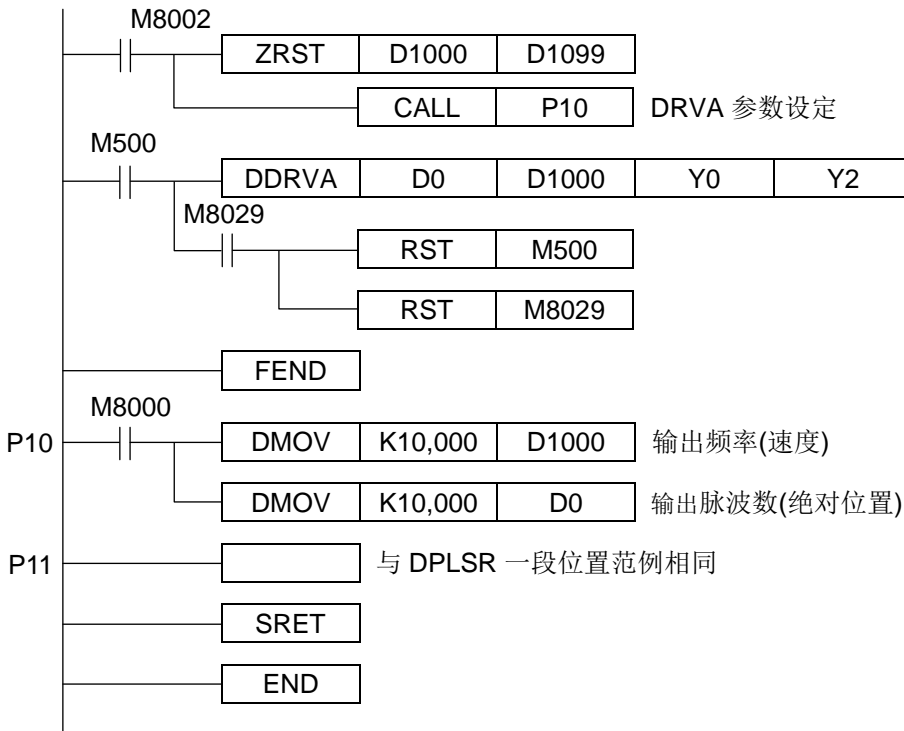 M8002
ZRST D1000 D1099
CALL P10 DRVA 参数设定
M500
DDRVA D0 D1000 Y0 Y2
M8029
RST M500
RST M8029
FEND
M8000
P10 DMOV K10,000 D1000 输出频率(速度)
DMOV K10,000 D0 输出脉波数(绝对位置)
P11 与 DPLSR 一段位置范例相同
SRET
END